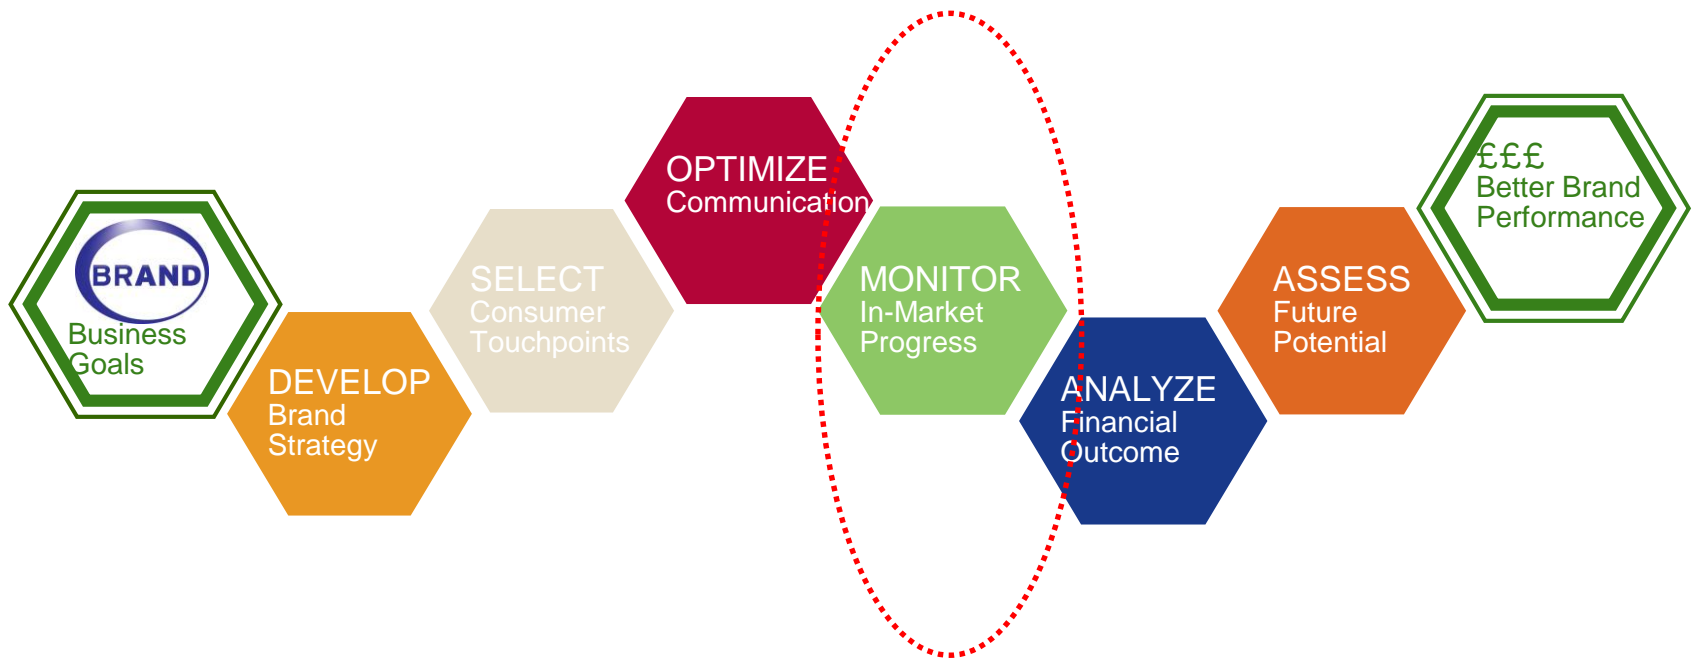 BRAND
Business
Goals
DEVELOP
Brand
Strategy
SELECT
Consumer
Touchpoints
OPTIMIZE
Communication
MONITOR
In-Market
Progress
ANALYZE
Financial
Outcome
ASSESS
Future
Potential
£££
Better Brand
Performance